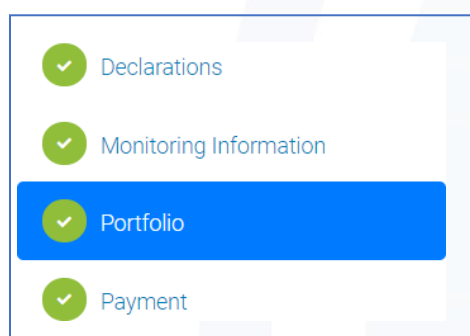 Declarations
Monitoring Information
Portfolio
Payment